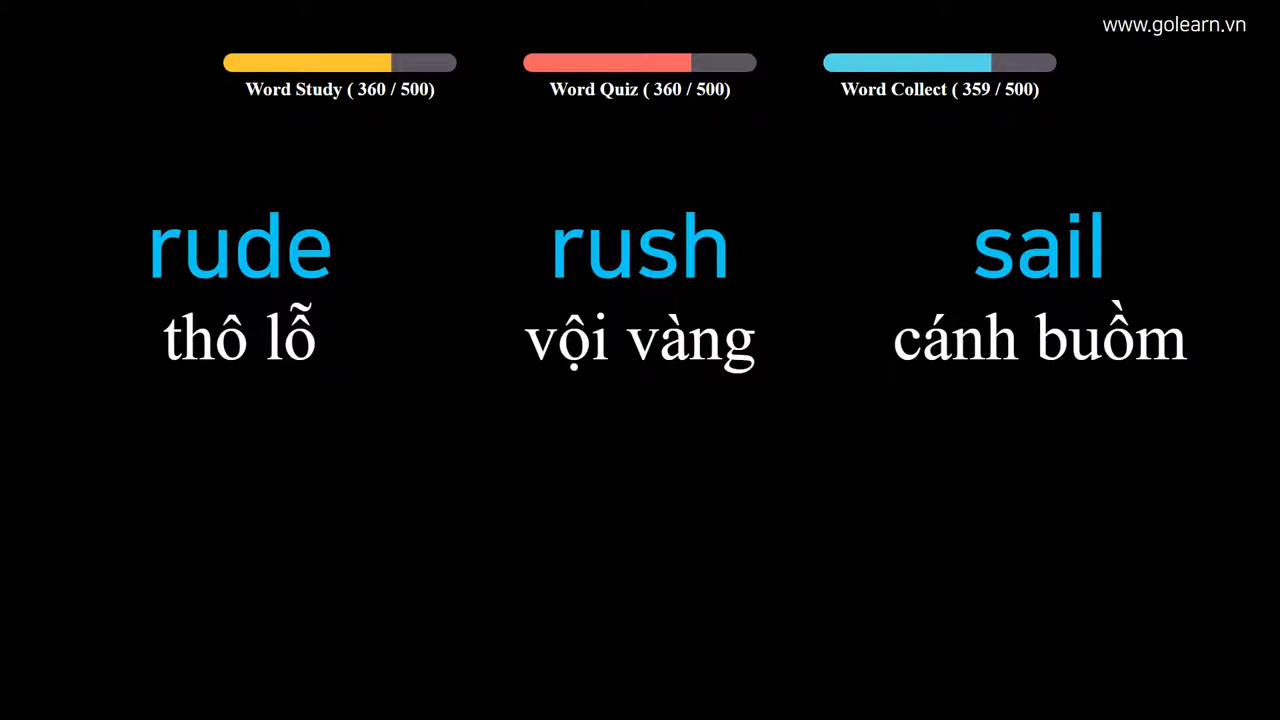 www.golearn.vn
Word Study ( 360 / 500)
Word Quiz ( 360 / 500)
Word Collect ( 359 / 500)
rude
thô lỗ
rush
vội vàng
sail
cánh buồm